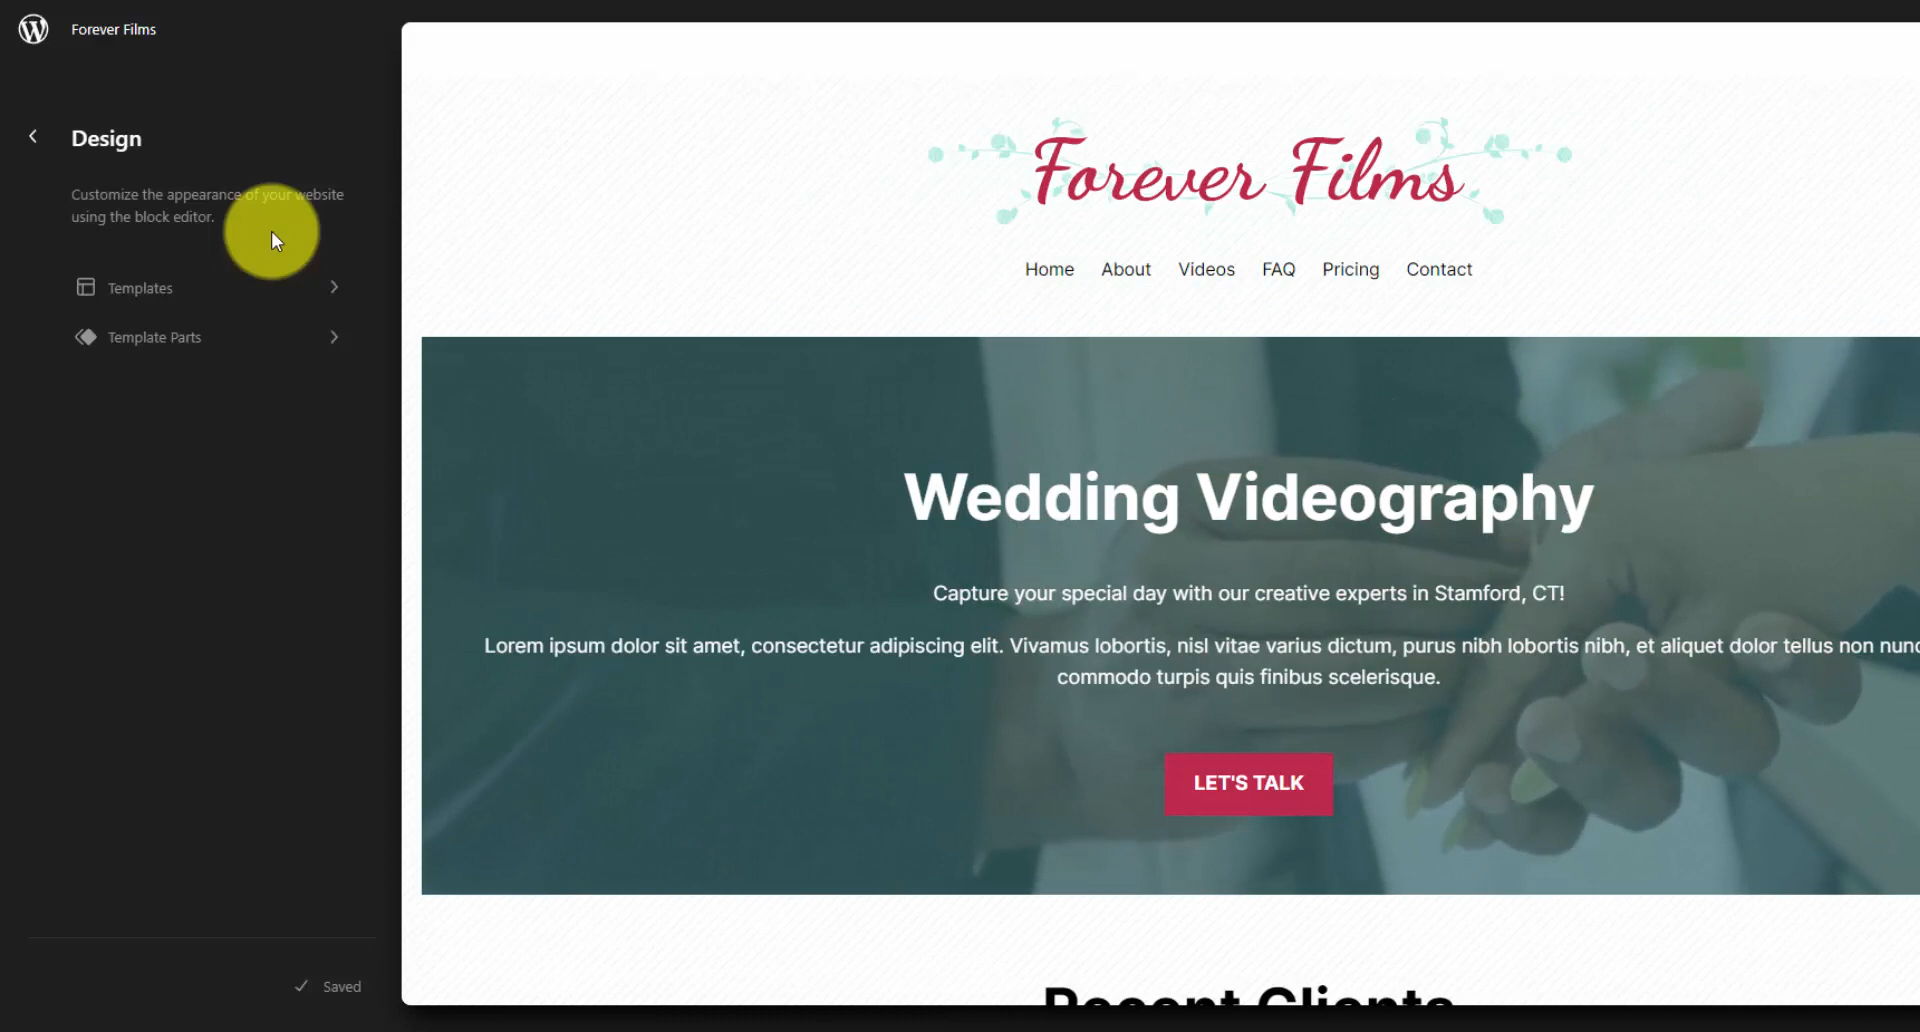 Forever Films
Design
Customize the appearance of your website
using the block editor.
Templates
Template Parts
Saved
Forever Films
Home About Videos FAQ Pricing Contact
Wedding Videography
Capture your special day with our creative experts in Stamford, CT!
Lorem ipsum dolor sit amet, consectetur adipiscing elit. Vivamus lobortis, nisl vitae varius dictum, purus nibh lobortis nibh, et aliquet dolor tellus non nunc
commodo turpis quis finibus scelerisque.
LET'S TALK
Recent Clients